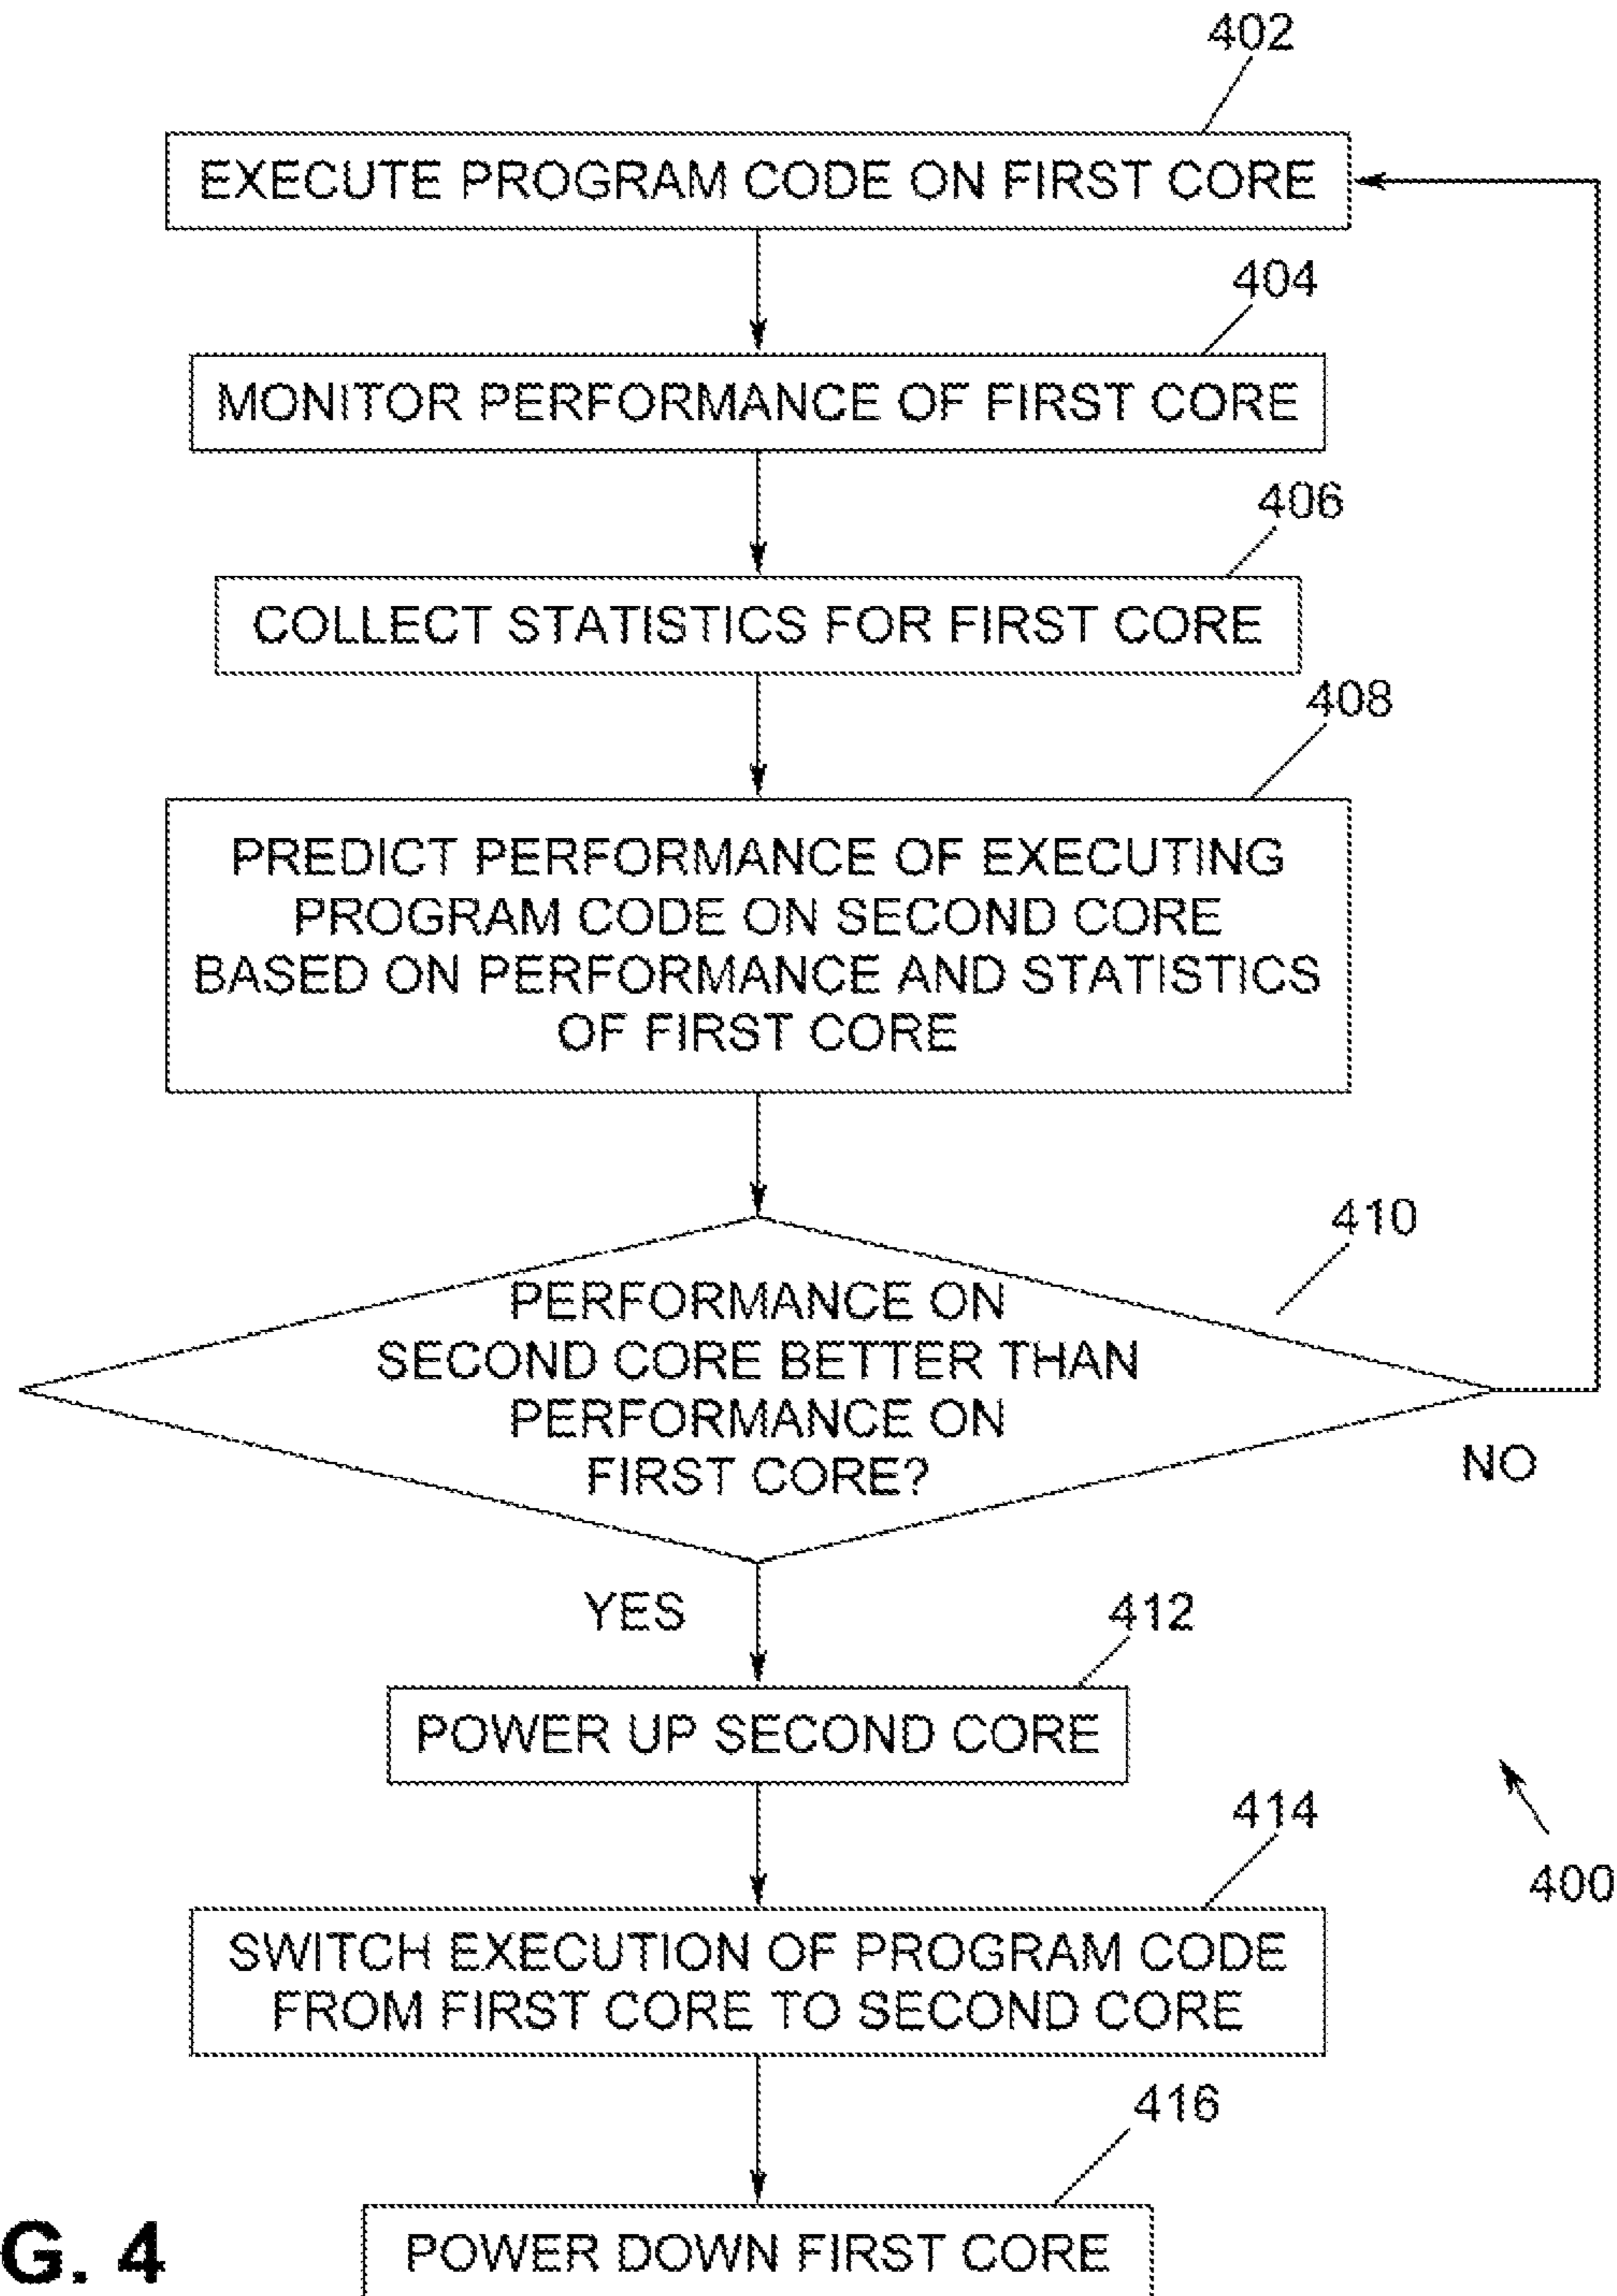 402
EXECUTE PROGRAM CODE ON FIRST CORE
404
MONITOR PERFORMANCE OF FIRST CORE
406
COLLECT STATISTICS FOR FIRST CORE
408
PREDICT PERFORMANCE OF EXECUTING
PROGRAM CODE ON SECOND CORE
BASED ON PERFORMANCE AND STATISTICS
OF FIRST CORE
410
PERFORMANCE ON
SECOND CORE BETTER THAN
PERFORMANCE ON
FIRST CORE?
NO
YES
412
POWER UP SECOND CORE
414
400
SWITCH EXECUTION OF PROGRAM CODE
FROM FIRST CORE TO SECOND CORE
416
G. 4
POWER DOWN FIRST CORE